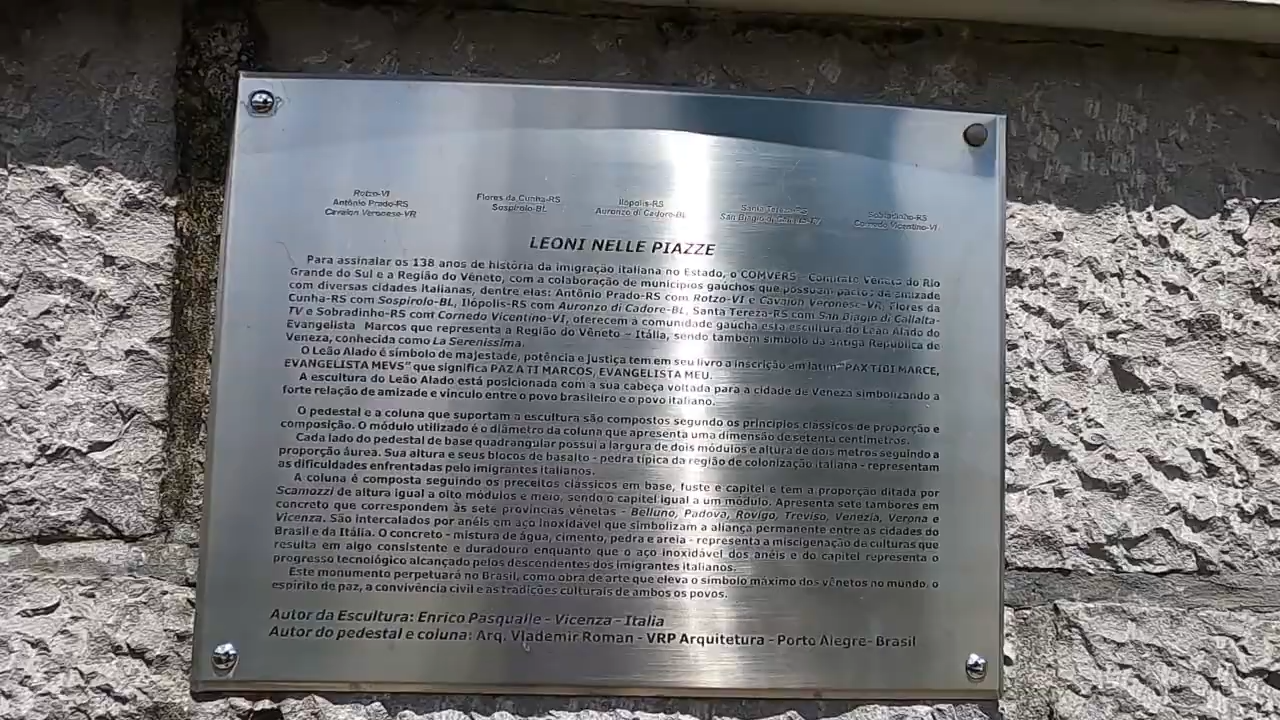 Rotzo-VI
Antônio Prado-RS
Cavaion Veronese-VR
Flores da Cunha-RS
Sospirolo-BL
Ilópolis-RS
Auronzo di Cadore-BL
Santa Tereza-RS
San Biagio di Callalta-TV
Sobradinho-RS
Cornedo Vicentino-VI
LEONI NELLE PIAZZE
Para assinalar os 138 anos de história da imigração italiana no Estado, o COMVERS - Comitato Veneto do Rio
Grande do Sul e a Região do Vêneto, com a colaboração de municípios gaúchos que possuem pactos de amizade
com diversas cidades italianas, dentre elas: Antônio Prado-RS com Rotzo-VI e Cavaion Veronese-VR, Flores da
Cunha-RS com Sospirolo-BL, Ilópolis-RS com Auronzo di Cadore-BL, Santa Tereza-RS com San Biagio di Callalta-
TV e Sobradinho-RS com Cornedo Vicentino-VI, oferecem à comunidade gaúcha esta escultura do Leão Alado do
Evangelista Marcos que representa a Região do Vêneto – Itália, sendo também símbolo da antiga República de
Veneza, conhecida como La Serenissima.
O Leão Alado é símbolo de majestade, potência e justiça tem em seu livro a inscrição em latim "PAX TIBI MARCE,
EVANGELISTA MEVS" que significa PAZ A TI MARCOS, EVANGELISTA MEU.
A escultura do Leão Alado está posicionada com a sua cabeça voltada para a cidade de Veneza simbolizando a
forte relação de amizade e vínculo entre o povo brasileiro e o povo italiano.
O pedestal e a coluna que suportam a escultura são compostos segundo os princípios clássicos de proporção e
composição. O módulo utilizado é o diâmetro da coluna que apresenta uma dimensão de setenta centímetros.
Cada lado do pedestal de base quadrangular possui a largura de dois módulos e altura de dois metros seguindo a
proporção áurea. Sua altura e seus blocos de basalto - pedra típica da região de colonização italiana - representam
as dificuldades enfrentadas pelo imigrantes italianos.
A coluna é composta seguindo os preceitos clássicos em base, fuste e capitel e tem a proporção ditada por
Scamozzi de altura igual a oito módulos e meio, sendo o capitel igual a um módulo. Apresenta sete tambores em
concreto que correspondem às sete províncias vênetas - Belluno, Padova, Rovigo, Treviso, Venezia, Verona e
Vicenza. São intercalados por anéis em aço inoxidável que simbolizam a aliança permanente entre as cidades do
Brasil e da Itália. O concreto - mistura de água, cimento, pedra e areia - representa a miscigenação de culturas que
resulta em algo consistente e duradouro enquanto que o aço inoxidável dos anéis e do capitel representa o
progresso tecnológico alcançado pelos descendentes dos imigrantes italianos.
Este monumento perpetuará no Brasil, como obra de arte que eleva o símbolo máximo dos vênetos no mundo, o
espírito de paz, a convivência civil e as tradições culturais de ambos os povos.
Autor da Escultura: Enrico Pasqualle - Vicenza - Italia
Autor do pedestal e coluna: Arq. Vlademir Roman - VRP Arquitetura - Porto Alegre- Brasil